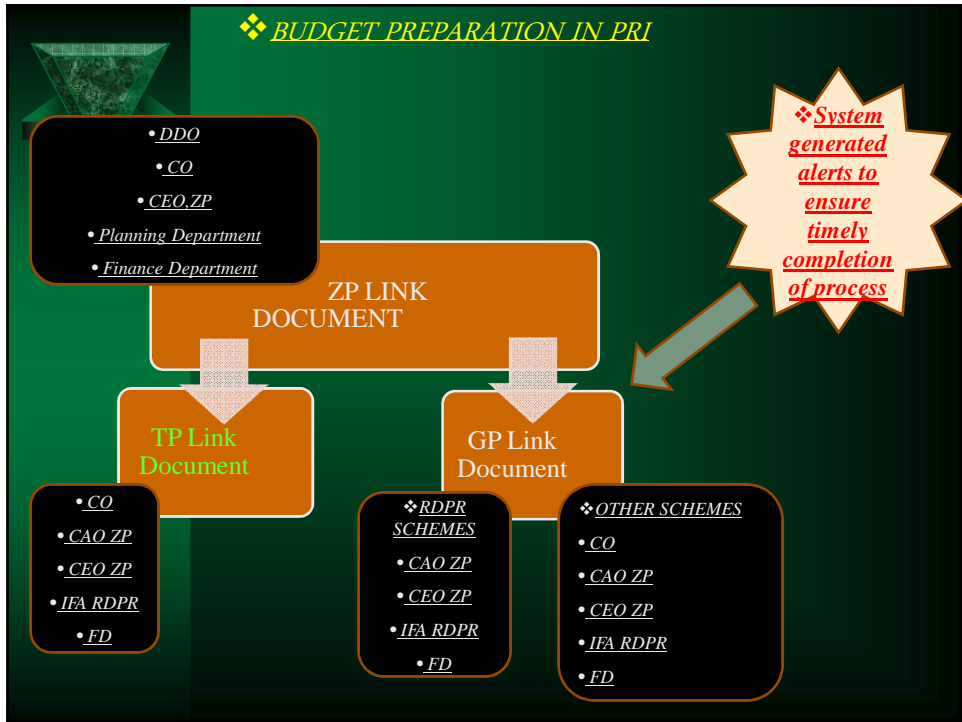 ❖BUDGET PREPARATION IN PRI
• DDO
• CO
• CEO,ZP
• Planning Department
• Finance Department
❖System
generated
alerts to
ensure
timely
completion
of process
ZP LINK
DOCUMENT
TP Link
Document
GP Link
Document
• CO
• CAO ZP
• CEO ZP
• IFA RDPR
• FD
❖RDPR
SCHEMES
• CAO ZP
• CEO ZP
• IFA RDPR
• FD
❖OTHER SCHEMES
• CO
• CAO ZP
• CEO ZP
• IFA RDPR
• FD